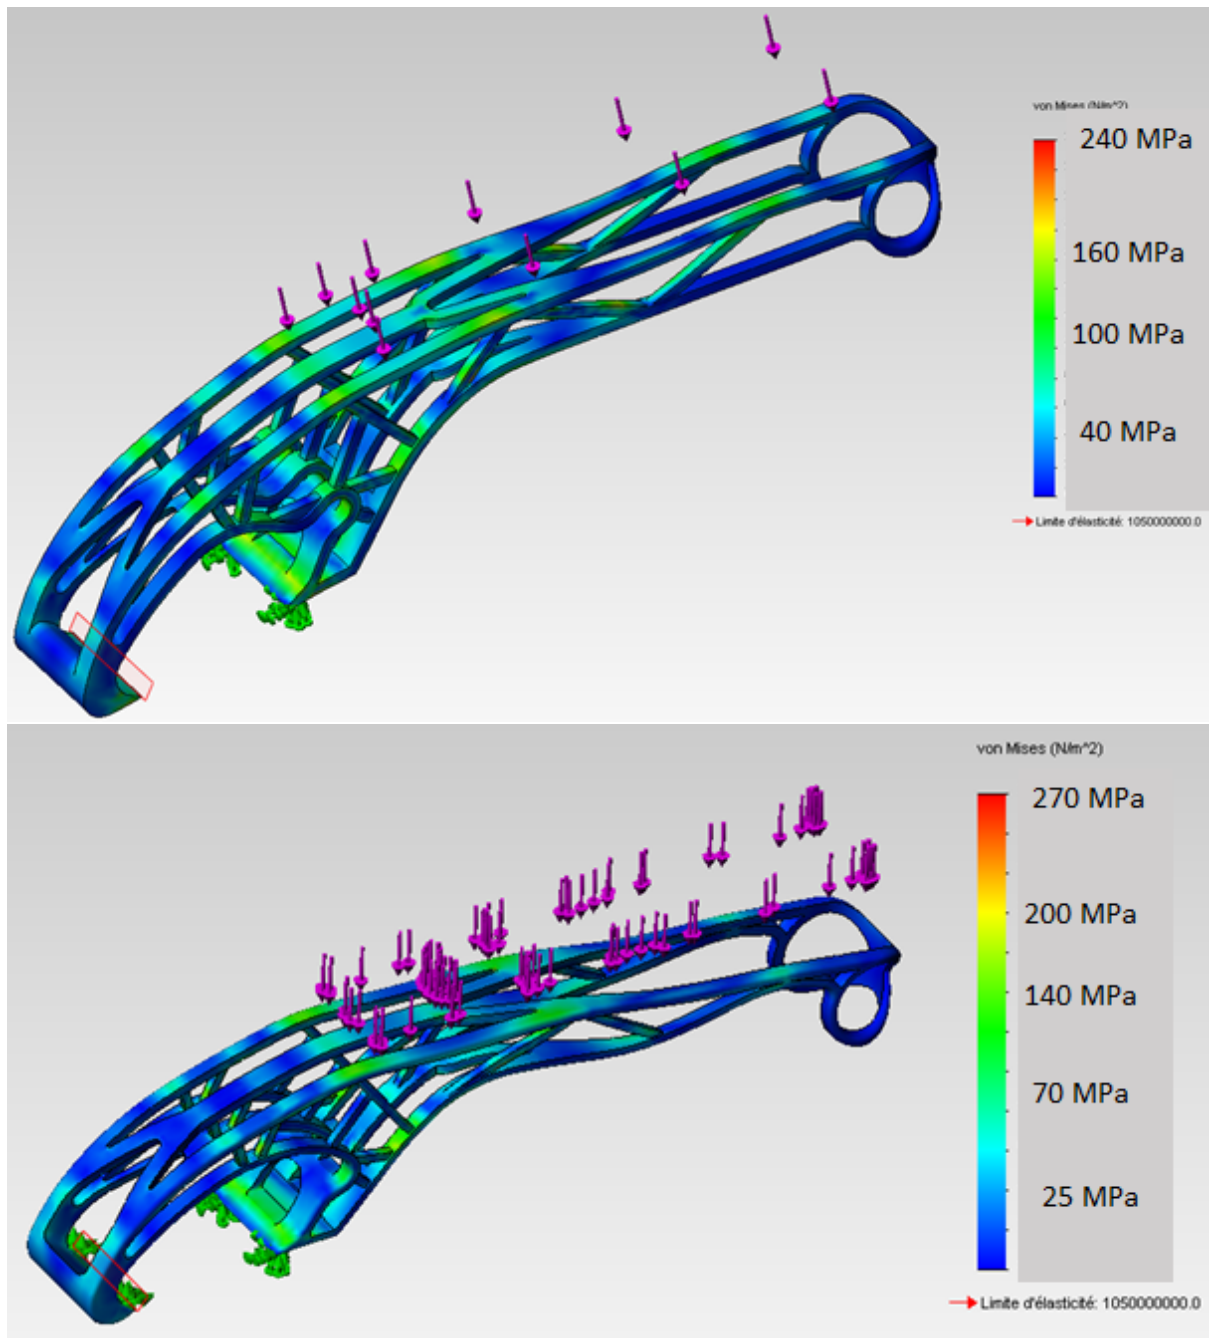 von Mises (N/m^2)
240 MPa
160 MPa
100 MPa
40 MPa
Limite d'élasticité: 1050000000.0
von Mises (N/m^2)
270 MPa
200 MPa
140 MPa
70 MPa
25 MPa
Limite d'élasticité: 1050000000.0